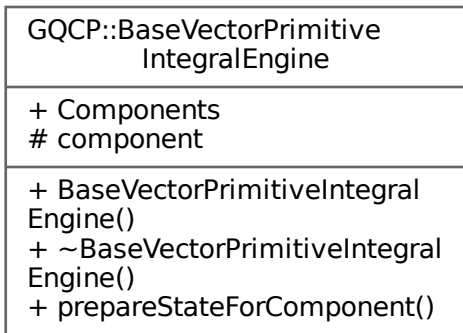 GQCP::BaseVectorPrimitive
IntegralEngine
+ Components
# component
+ BaseVectorPrimitiveIntegral
Engine()
+ ~BaseVectorPrimitiveIntegral
Engine()
+ prepareStateForComponent()